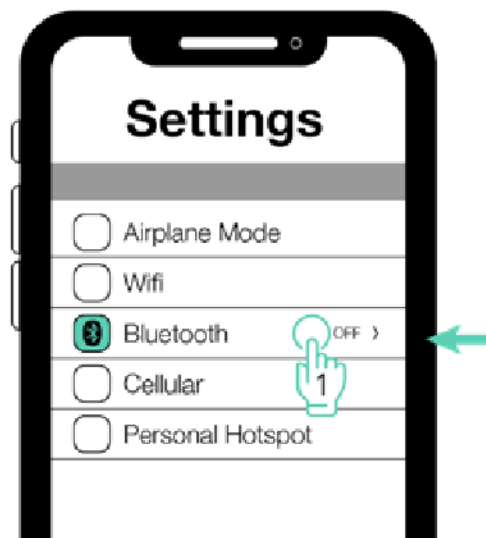 Settings
Airplane Mode
Wifi
Bluetooth OFF >
1
Cellular
Personal Hotspot